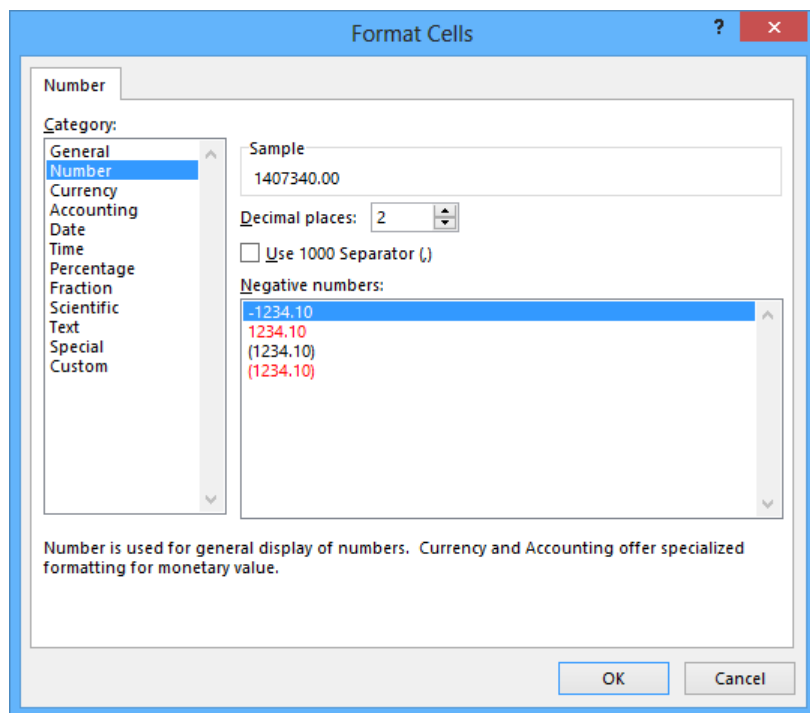 Format Cells
?
Number
Category:
General
Number
Currency
Accounting
Date
Time
Percentage
Fraction
Scientific
Text
Special
Custom
Sample
1407340.00
Decimal places: 2
Use 1000 Separator (,)
Negative numbers:
-1234.10
1234.10
(1234.10)
(1234.10)
Number is used for general display of numbers.  Currency and Accounting offer specialized
formatting for monetary value.
OK
Cancel